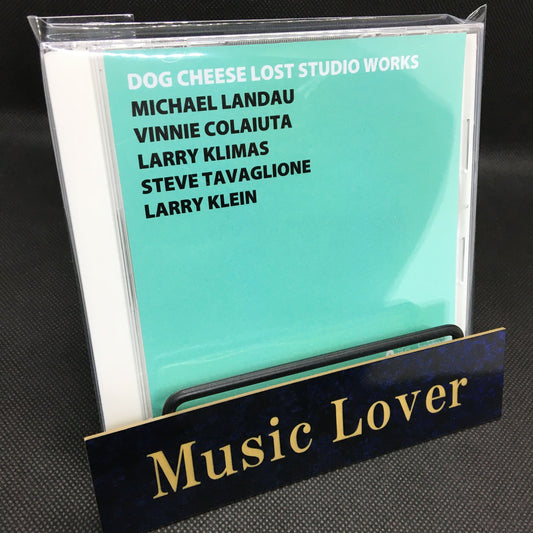 DOG CHEESE LOST STUDIO WORKS
MICHAEL LANDAU
VINNIE COLAIUTA
LARRY KLIMAS
STEVE TAVAGLIONE
LARRY KLEIN
Music Lover